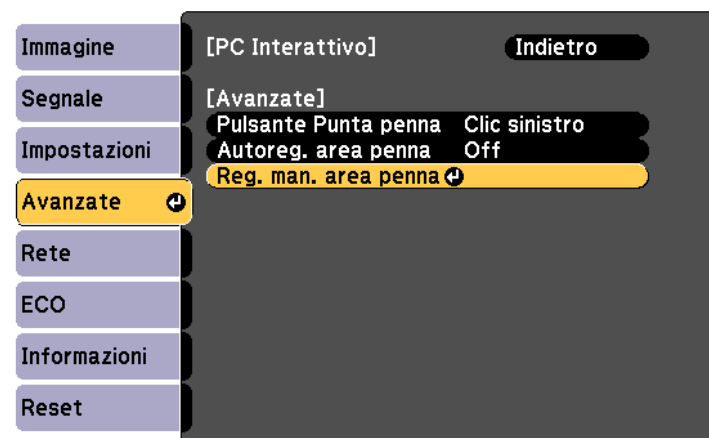 Immagine
Segnale
Impostazioni
Avanzate
Rete
ECO
Informazioni
Reset
[PC Interattivo] Indietro
[Avanzate]
Pulsante Punta penna Clic sinistro
Autoreg. area penna Off
Reg. man. area penna